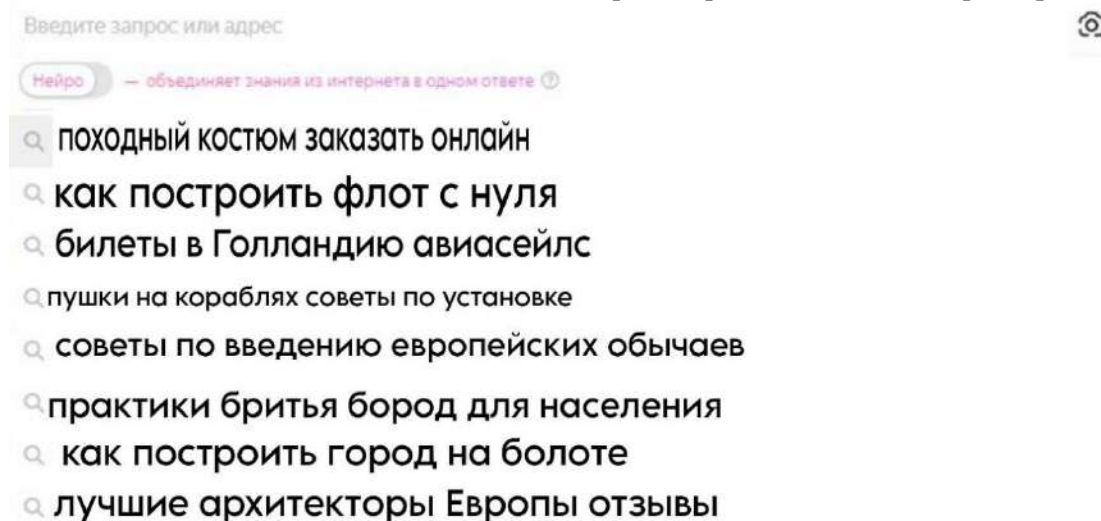 Введите запрос или адрес
Нейро — объединяет знания из интернета в одном ответе
походный костюм заказать онлайн
как построить флот с нуля
билеты в Голландию авиасейлс
пушки на кораблях советы по установке
советы по введению европейских обычаев
практики бритья бород для населения
как построить город на болоте
лучшие архитекторы Европы отзывы